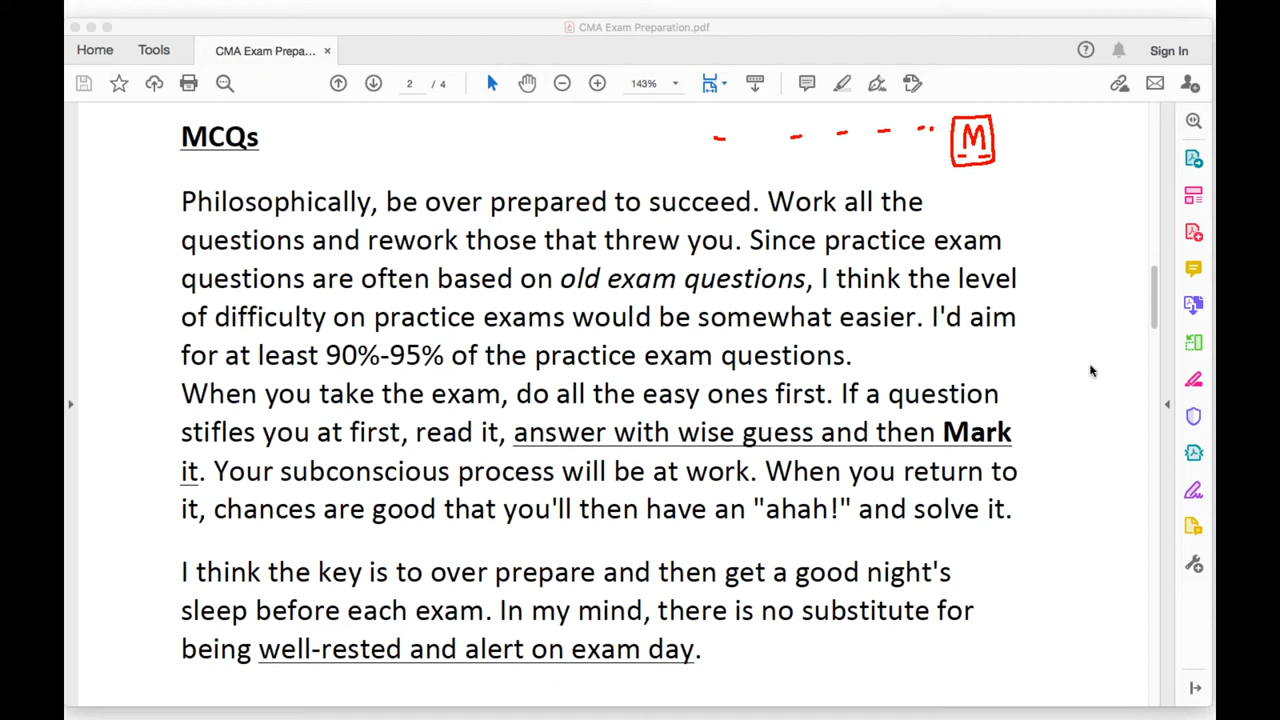 CMA Exam Preparation.pdf
Home Tools CMA Exam Prepa... × ? Sign In
2 / 4 143%
MCQs M
Philosophically, be over prepared to succeed. Work all the
questions and rework those that threw you. Since practice exam
questions are often based on old exam questions, I think the level
of difficulty on practice exams would be somewhat easier. I'd aim
for at least 90%-95% of the practice exam questions.
When you take the exam, do all the easy ones first. If a question
stifles you at first, read it, answer with wise guess and then Mark
it. Your subconscious process will be at work. When you return to
it, chances are good that you'll then have an "ahah!" and solve it.
I think the key is to over prepare and then get a good night's
sleep before each exam. In my mind, there is no substitute for
being well-rested and alert on exam day.